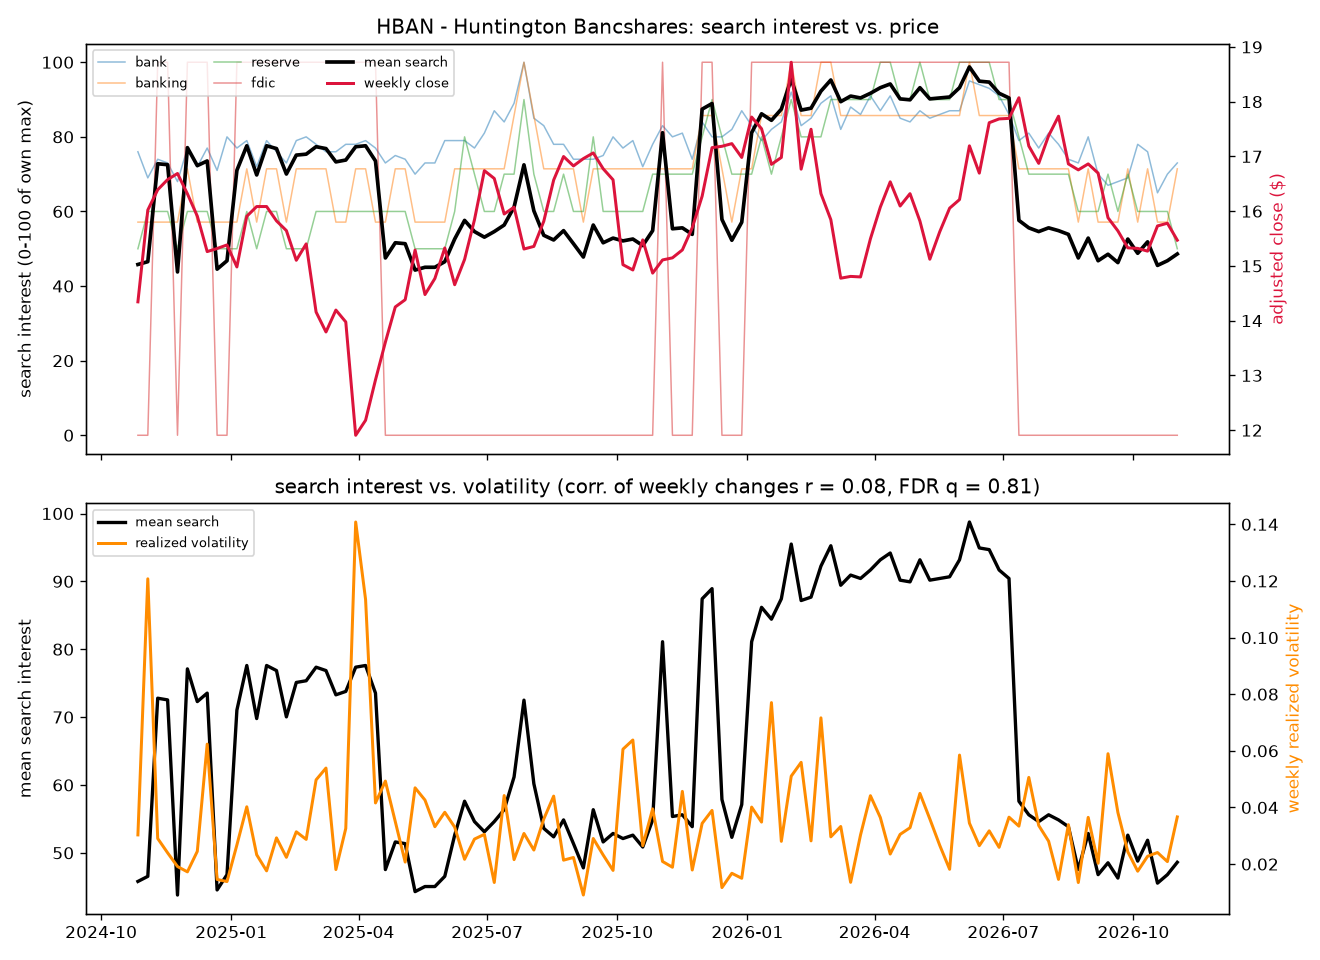 HBAN - Huntington Bancshares: search interest vs. price
bank
banking
reserve
fdic
mean search
weekly close
search interest (0-100 of own max)
100
80
60
40
20
0
19
18
17
16
15
14
13
12
adjusted close ($)
search interest vs. volatility (corr. of weekly changes r = 0.08, FDR q = 0.81)
mean search
realized volatility
mean search interest
100
90
80
70
60
50
0.14
0.12
0.10
0.08
0.06
0.04
0.02
weekly realized volatility
2024-10 2025-01 2025-04 2025-07 2025-10 2026-01 2026-04 2026-07 2026-10